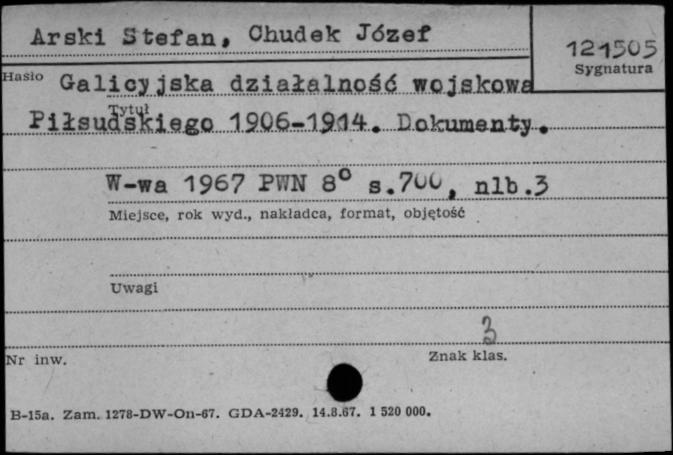 Arski Stefan, Chudek Józef
121505
Sygnatura
Hasło Galicyjska działalność wojskowa
Tytuł
Piłsudskiego 1906-1914. Dokumenty.
W-wa 1967 PWN 8° s.700, nlb.3
Miejsce, rok wyd., nakładca, format, objętość
Uwagi
3
Nr inw.
Znak klas.
B-15a. Zam. 1278-DW-On-67. GDA-2429. 14.8.67. 1 520 000.